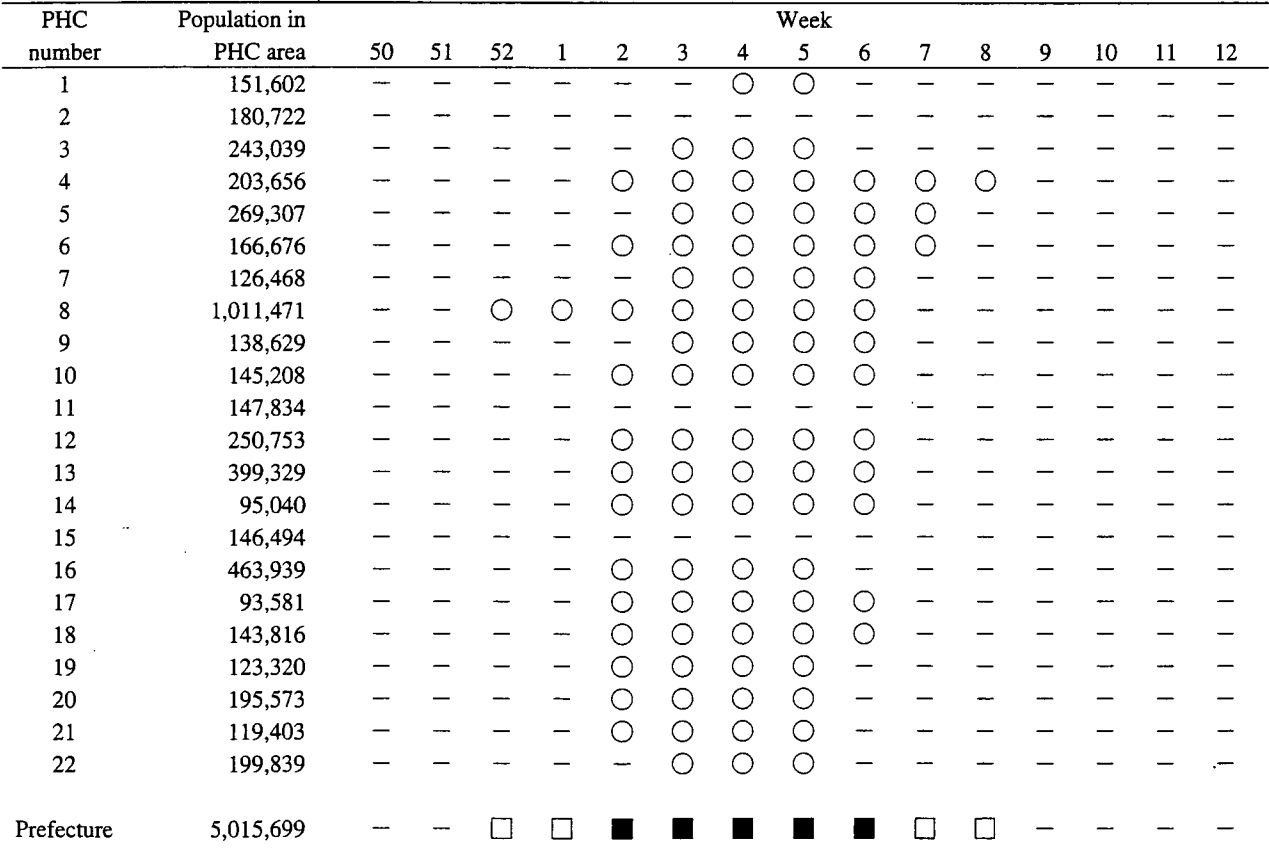 PHC Population in Week
number PHC area 50 51 52 1 2 3 4 5 6 7 8 9 10 11 12
1 151,602 — — — — — — ○ ○ — — — — — — —
2 180,722 — — — — — — — — — — — — — — —
3 243,039 — — — — — ○ ○ ○ — — — — — — —
4 203,656 — — — — ○ ○ ○ ○ ○ ○ ○ — — — —
5 269,307 — — — — — ○ ○ ○ ○ ○ — — — — —
6 166,676 — — — — ○ ○ ○ ○ ○ ○ — — — — —
7 126,468 — — — — — ○ ○ ○ ○ — — — — — —
8 1,011,471 — — ○ ○ ○ ○ ○ ○ ○ — — — — — —
9 138,629 — — — — — ○ ○ ○ ○ — — — — — —
10 145,208 — — — — ○ ○ ○ ○ ○ — — — — — —
11 147,834 — — — — — — — — — — — — — — —
12 250,753 — — — — ○ ○ ○ ○ ○ — — — — — —
13 399,329 — — — — ○ ○ ○ ○ ○ — — — — — —
14 95,040 — — — — ○ ○ ○ ○ ○ — — — — — —
15 146,494 — — — — — — — — — — — — — — —
16 463,939 — — — — ○ ○ ○ ○ — — — — — — —
17 93,581 — — — — ○ ○ ○ ○ ○ — — — — — —
18 143,816 — — — — ○ ○ ○ ○ ○ — — — — — —
19 123,320 — — — — ○ ○ ○ ○ — — — — — — —
20 195,573 — — — — ○ ○ ○ ○ — — — — — — —
21 119,403 — — — — ○ ○ ○ ○ — — — — — — —
22 199,839 — — — — — ○ ○ ○ — — — — — — —
Prefecture 5,015,699 — — □ □ ■ ■ ■ ■ ■ □ □ — — — —